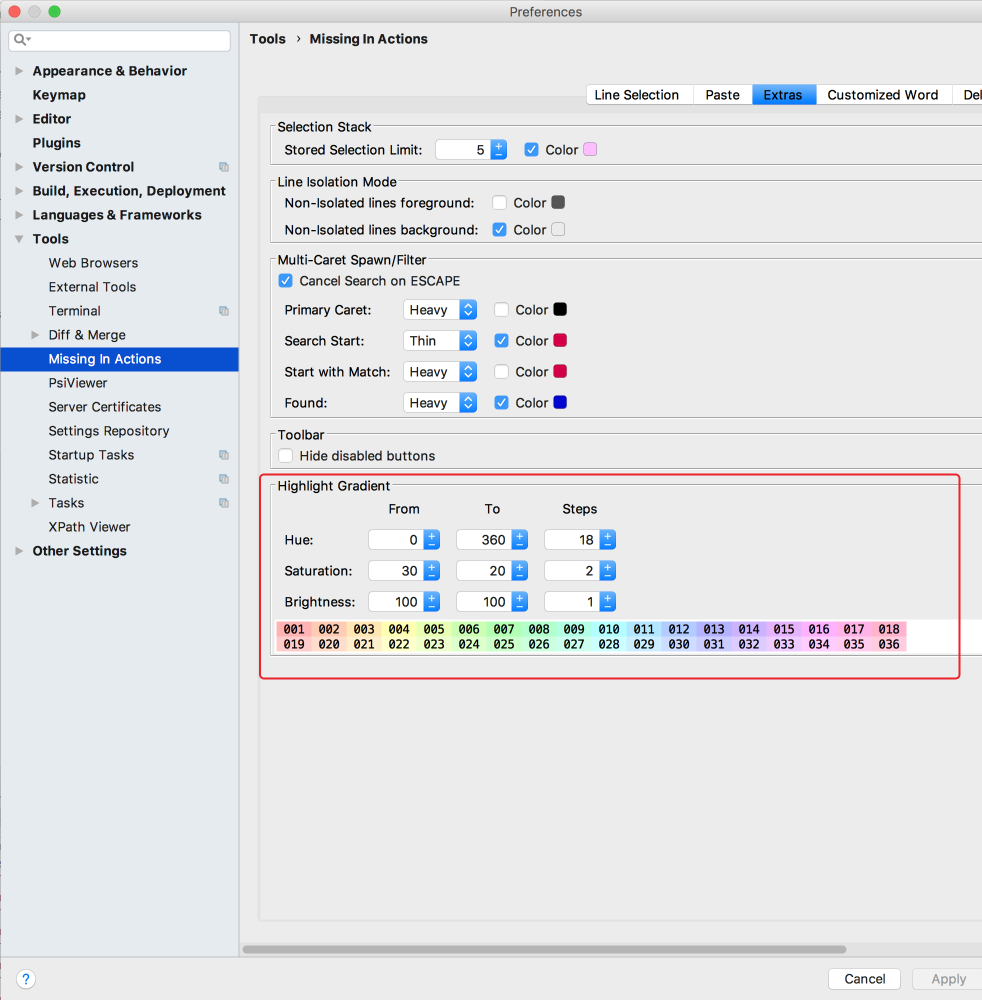 Preferences
Tools › Missing In Actions
Appearance & Behavior
Keymap
Editor
Plugins
Version Control
Build, Execution, Deployment
Languages & Frameworks
Tools
Web Browsers
External Tools
Terminal
Diff & Merge
Missing In Actions
PsiViewer
Server Certificates
Settings Repository
Startup Tasks
Statistic
Tasks
XPath Viewer
Other Settings
Line Selection Paste Extras Customized Word Del
Selection Stack
Stored Selection Limit: 5 Color
Line Isolation Mode
Non-Isolated lines foreground: Color
Non-Isolated lines background: Color
Multi-Caret Spawn/Filter
Cancel Search on ESCAPE
Primary Caret: Heavy Color
Search Start: Thin Color
Start with Match: Heavy Color
Found: Heavy Color
Toolbar
Hide disabled buttons
Highlight Gradient
From To Steps
Hue: 0 360 18
Saturation: 30 20 2
Brightness: 100 100 1
001 002 003 004 005 006 007 008 009 010 011 012 013 014 015 016 017 018
019 020 021 022 023 024 025 026 027 028 029 030 031 032 033 034 035 036
? Cancel Apply